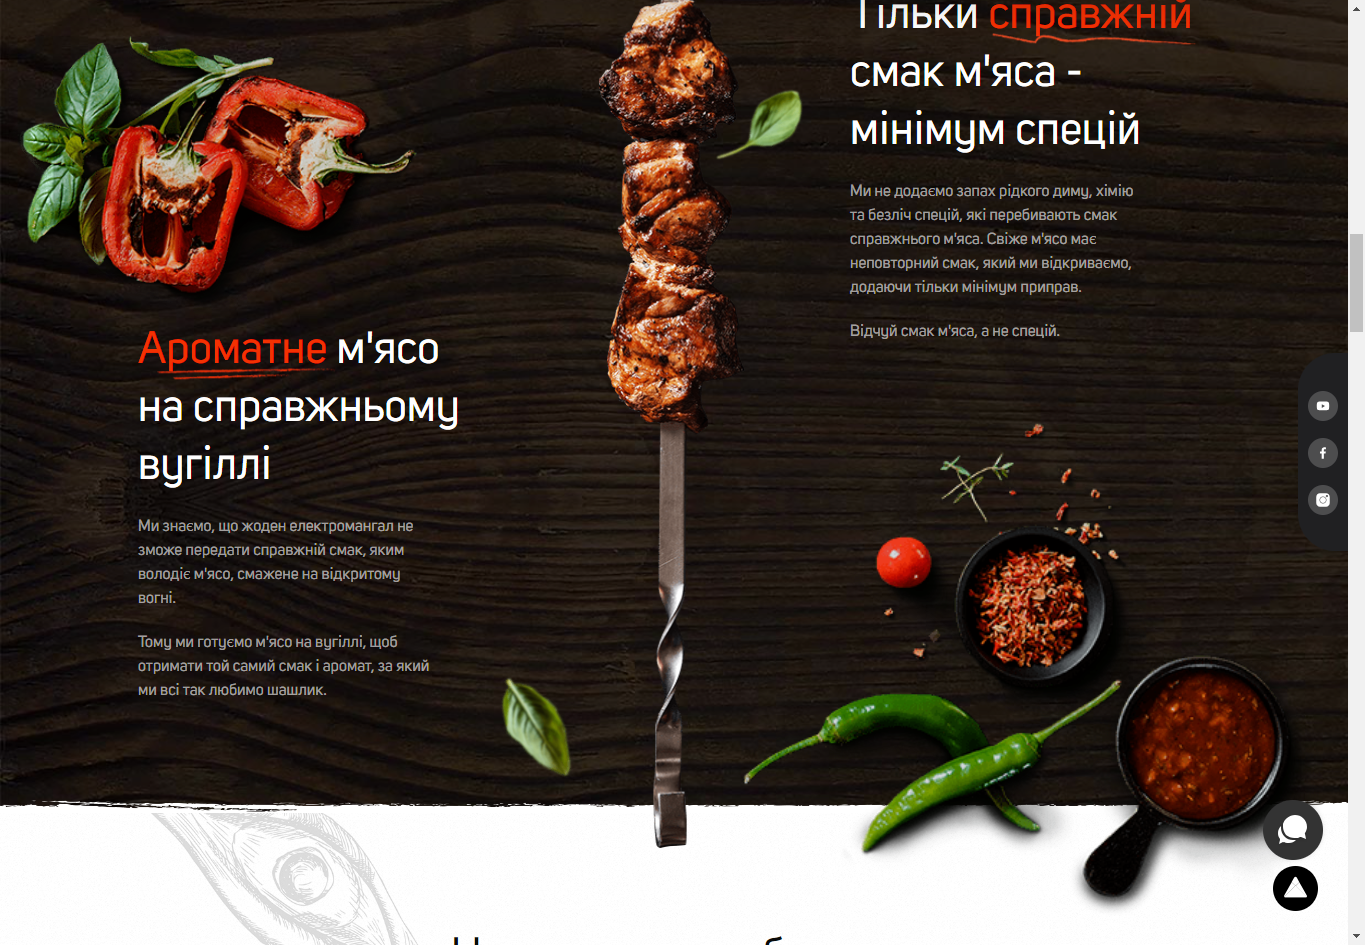 Тільки справжній
смак м'яса -
мінімум спецій
Ми не додаємо запах рідкого диму, хімію
та безліч спецій, які перебивають смак
справжнього м'яса. Свіже м'ясо має
неповторний смак, який ми відкриваємо,
додаючи тільки мінімум приправ.
Відчуй смак м'яса, а не спецій.
Ароматне м'ясо
на справжньому
вугіллі
Ми знаємо, що жоден електромангал не
зможе передати справжній смак, яким
володіє м'ясо, смажене на відкритому
вогні.
Тому ми готуємо м'ясо на вугіллі, щоб
отримати той самий смак і аромат, за який
ми всі так любимо шашлик.